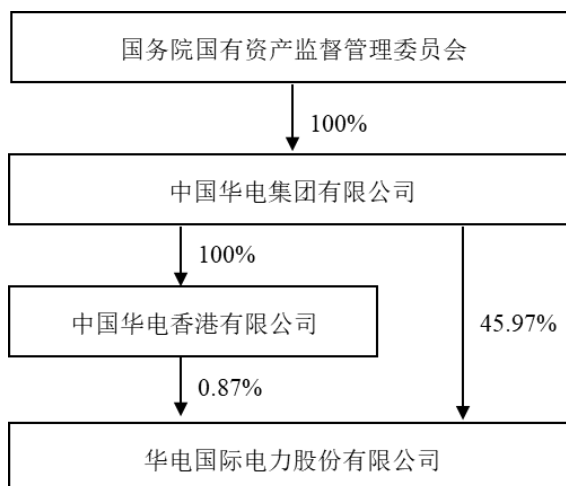 国务院国有资产监督管理委员会
100%
中国华电集团有限公司
100%
中国华电香港有限公司
45.97%
0.87%
华电国际电力股份有限公司